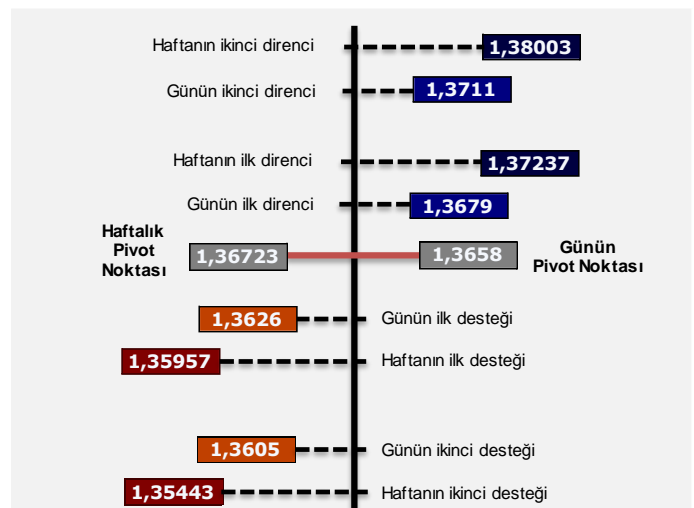 Haftanın ikinci direnci
1,38003
Günün ikinci direnci
1,3711
Haftanın ilk direnci
1,37237
Günün ilk direnci
1,3679
Haftalık
Pivot
Noktası
1,36723
1,3658
Günün
Pivot Noktası
1,3626
Günün ilk desteği
1,35957
Haftanın ilk desteği
1,3605
Günün ikinci desteği
1,35443
Haftanın ikinci desteği